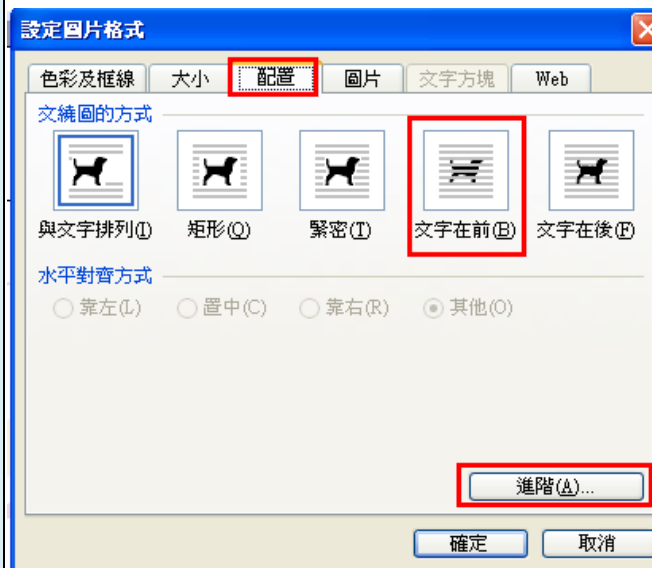 設定圖片格式
色彩及框線 大小 配置 圖片 文字方塊 Web
文繞圖的方式
與文字排列(I) 矩形(Q) 緊密(T) 文字在前(B) 文字在後(F)
水平對齊方式
靠左(L) 置中(C) 靠右(R) 其他(O)
進階(A)...
確定 取消